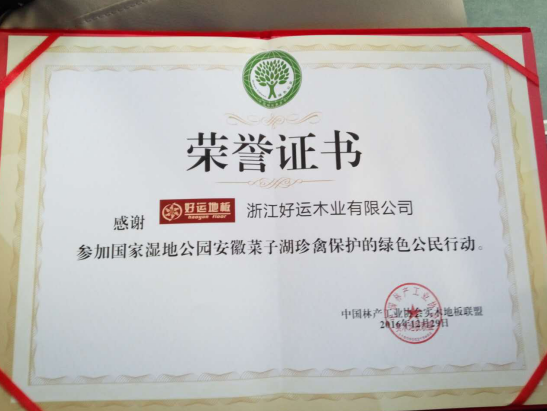 荣誉证书
感谢 好运地板 浙江好运木业有限公司
Haoyun Floor
参加国家湿地公园安徽菜子湖珍禽保护的绿色公民行动。
中国林产工业协会实木地板联盟
2016年12月29日